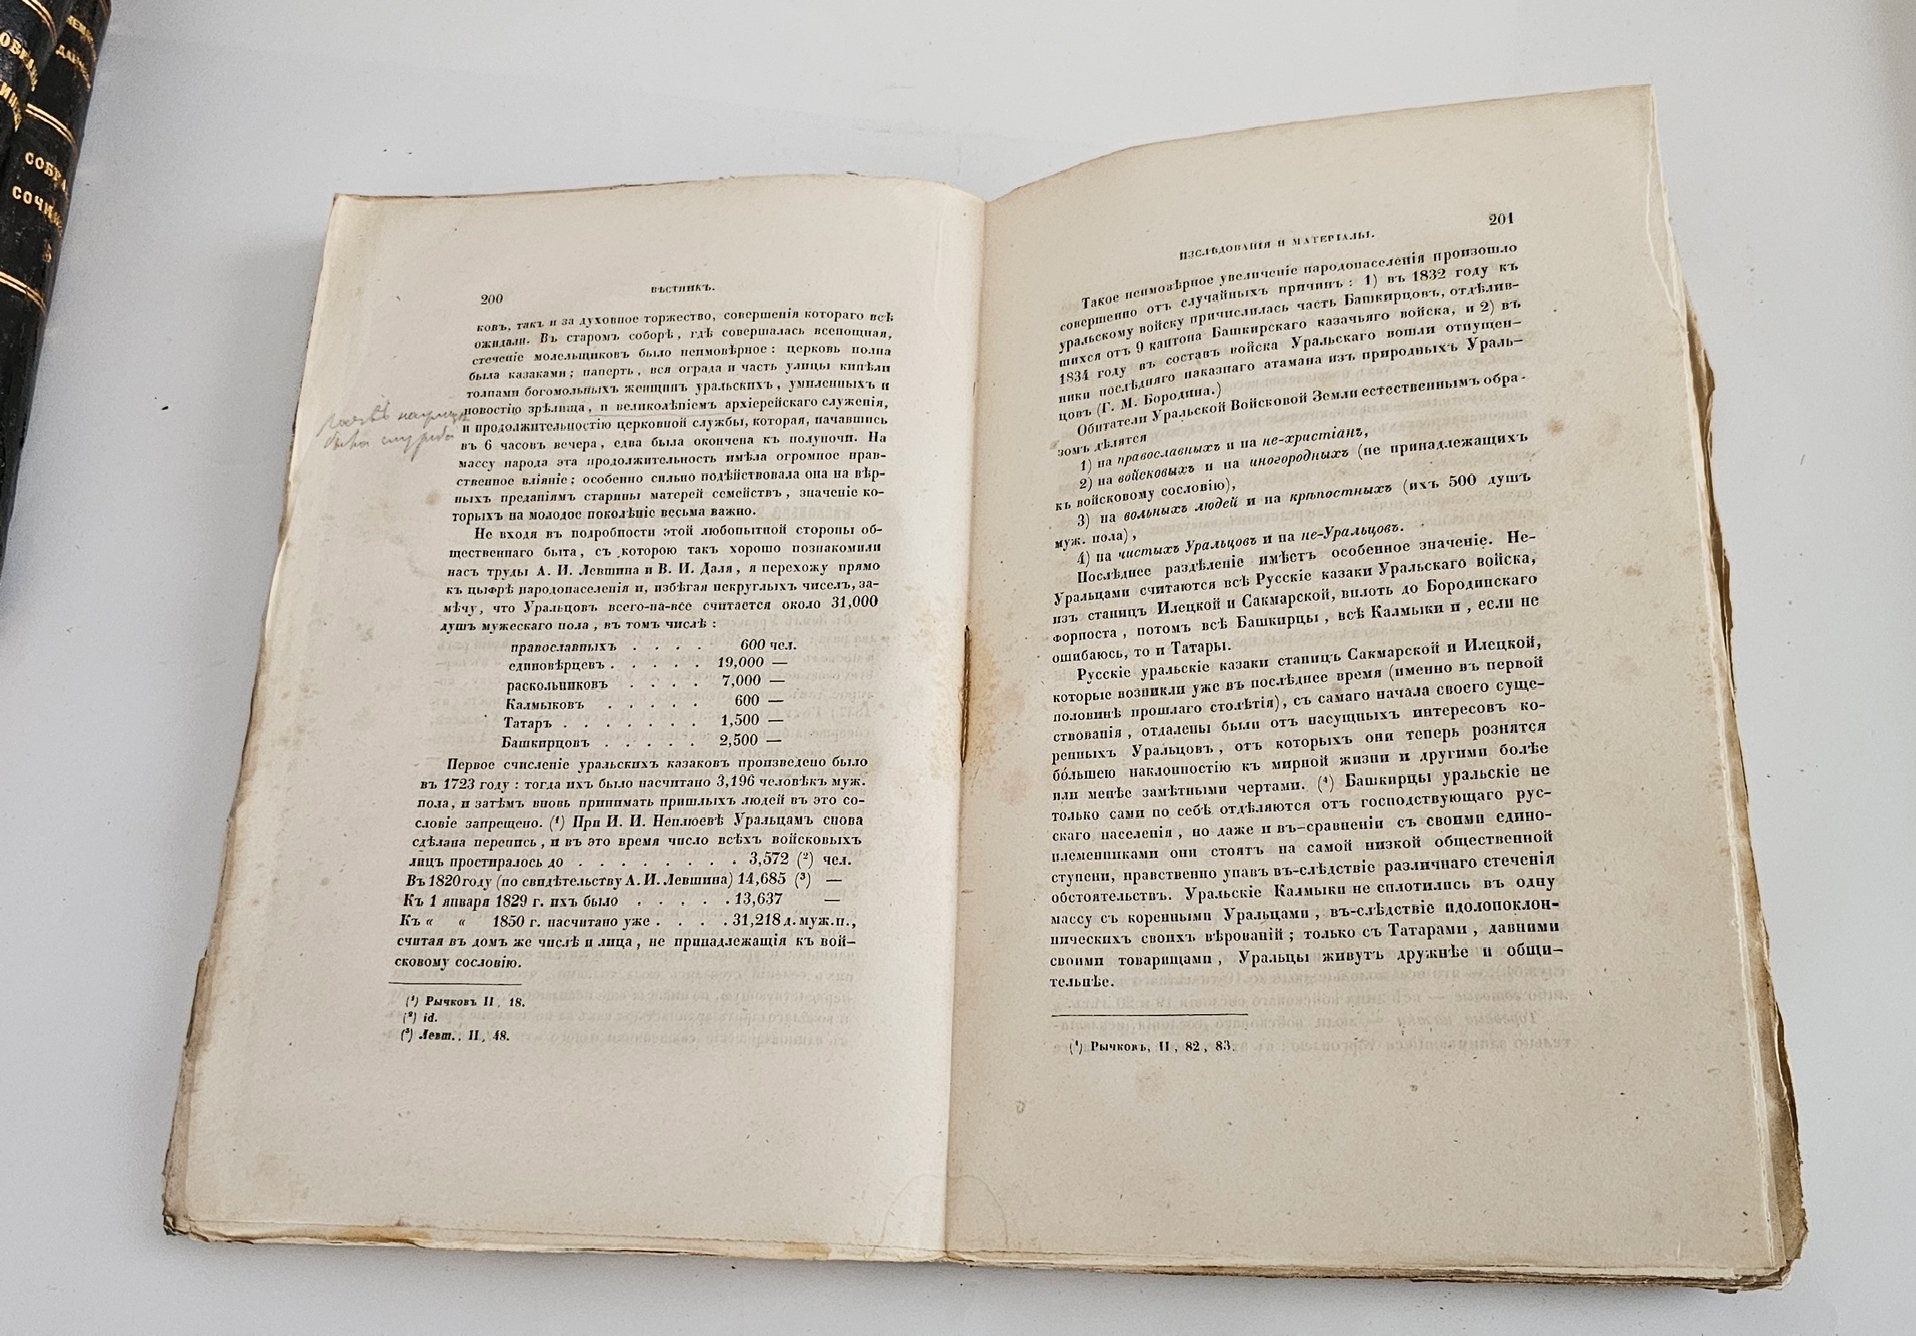 СОБРА
СОЧИ
200
ВѢСТНИКЪ.
ковъ, такъ и за духовное торжество, совершенія котораго всѣ
ожидали. Въ старомъ соборѣ, гдѣ совершалась всенощная,
стеченіе молельщиковъ было неимовѣрное: церковь полна
была казаками; паперть, вся ограда и часть улицы кипѣли
толпами богомольныхъ женщинъ уральскихъ, умиленныхъ и
новостію зрѣлища, и великолѣпіемъ архіерейскаго служенія,
и продолжительностію церковной службы, которая, начавшись
въ 6 часовъ вечера, едва была окончена къ полуночи. На
массу народа эта продолжительность имѣла огромное нрав-
ственное вліяніе; особенно сильно подѣйствовала она на вѣр-
ныхъ преданіямъ старины матерей семействъ, значеніе ко-
торыхъ на молодое поколѣніе весьма важно.
Не входя въ подробности этой любопытной стороны об-
щественнаго быта, съ которою такъ хорошо познакомили
насъ труды А. И. Левшина и В. И. Даля, я перехожу прямо
къ цыфрѣ народонаселенія и, избѣгая некруглыхъ чиселъ, за-
мѣчу, что Уральцовъ всего-на-все считается около 31,000
душъ мужескаго пола, въ томъ числѣ:
православныхъ . . . . 600 чел.
единовѣрцевъ . . . . . 19,000 —
раскольниковъ . . . . 7,000 —
Калмыковъ . . . . . 600 —
Татаръ . . . . . . . 1,500 —
Башкирцовъ . . . . . 2,500 —
Первое счисленіе уральскихъ казаковъ произведено было
въ 1723 году: тогда ихъ было насчитано 3,196 человѣкъ муж.
пола, и затѣмъ вновь принимать пришлыхъ людей въ это со-
словіе запрещено. (¹) При И. И. Неплюевѣ Уральцамъ снова
сдѣлана перепись, и въ это время число всѣхъ войсковыхъ
лицъ простиралось до . . . . . . . . 3,572 (²) чел.
Въ 1820 году (по свидѣтельству А. И. Левшина) 14,685 (³) —
Къ 1 января 1829 г. ихъ было . . . . . 13,637 —
Къ « « 1850 г. насчитано уже . . . . 31,218 д. муж. п.,
считая въ домъ же числѣ и лица, не принадлежащія къ вой-
сковому сословію.
(¹) Рычковъ II, 18.
(²) id.
(³) Левш., II, 48.
201
ИЗСЛѢДОВАНІЯ И МАТЕРІАЛЫ.
Такое неимовѣрное увеличеніе народонаселенія произошло
совершенно отъ случайныхъ причинъ: 1) въ 1832 году къ
уральскому войску причислилась часть Башкирцовъ, отдѣлив-
шихся отъ 9 кантона Башкирскаго казачьяго войска, и 2) въ
1834 году въ составъ войска Уральскаго вошли отпущен-
ники послѣдняго наказнаго атамана изъ природныхъ Ураль-
цовъ (Г. М. Бородина.)
Обитатели Уральской Войсковой Земли естественнымъ обра-
зомъ дѣлятся
1) на православныхъ и на не-христіанъ,
2) на войсковыхъ и на иногородныхъ (не принадлежащихъ
къ войсковому сословію),
3) на вольныхъ людей и на крѣпостныхъ (ихъ 500 душъ
муж. пола),
4) на чистыхъ Уральцовъ и на не-Уральцовъ.
Послѣднее раздѣленіе имѣетъ особенное значеніе. Не-
Уральцами считаются всѣ Русскіе казаки Уральскаго войска,
изъ станицъ Илецкой и Сакмарской, вплоть до Бородинскаго
форпоста, потомъ всѣ Башкирцы, всѣ Калмыки и, если не
ошибаюсь, то и Татары.
Русскіе уральскіе казаки станицъ Сакмарской и Илецкой,
которые возникли уже въ послѣднее время (именно въ первой
половинѣ прошлаго столѣтія), съ самаго начала своего суще-
ствованія, отдалены были отъ насущныхъ интересовъ ко-
ренныхъ Уральцовъ, отъ которыхъ они теперь рознятся
бо́льшею наклонностію къ мирной жизни и другими болѣе
или менѣе замѣтными чертами. (¹) Башкирцы уральскіе не
только сами по себѣ отдѣляются отъ господствующаго рус-
скаго населенія, но даже и въ-сравненіи съ своими едино-
племенниками они стоятъ на самой низкой общественной
ступени, нравственно упавъ въ-слѣдствіе различнаго стеченія
обстоятельствъ. Уральскіе Калмыки не сплотились въ одну
массу съ коренными Уральцами, въ-слѣдствіе идолопоклон-
ническихъ своихъ вѣрованій; только съ Татарами, давними
своими товарищами, Уральцы живутъ дружнѣе и общи-
тельнѣе.
(¹) Рычковъ, II, 82, 83.